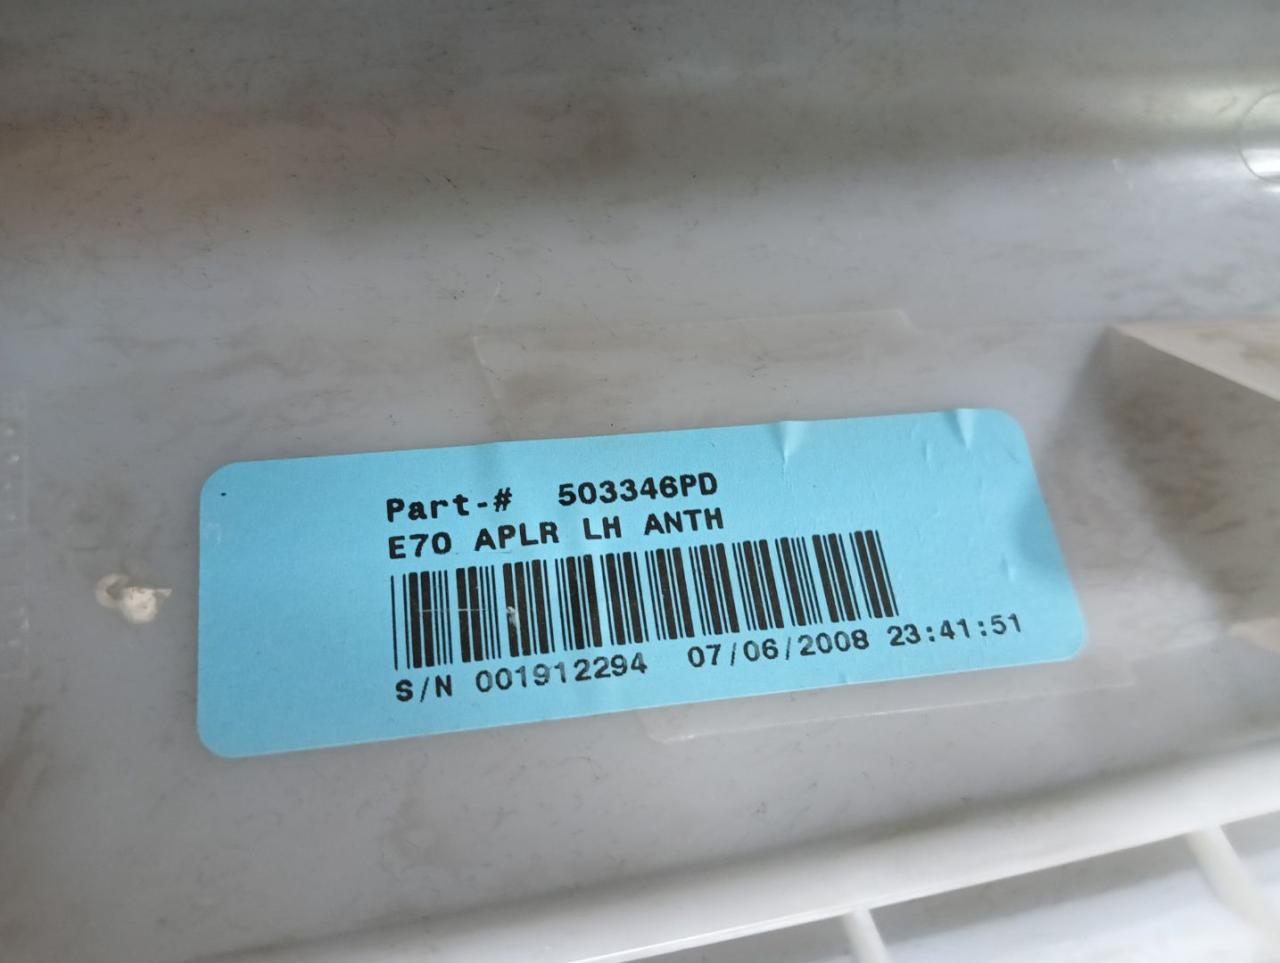 Part-# 503346PD
E70 APLR LH ANTH
S/N 001912294 07/06/2008 23:41:51